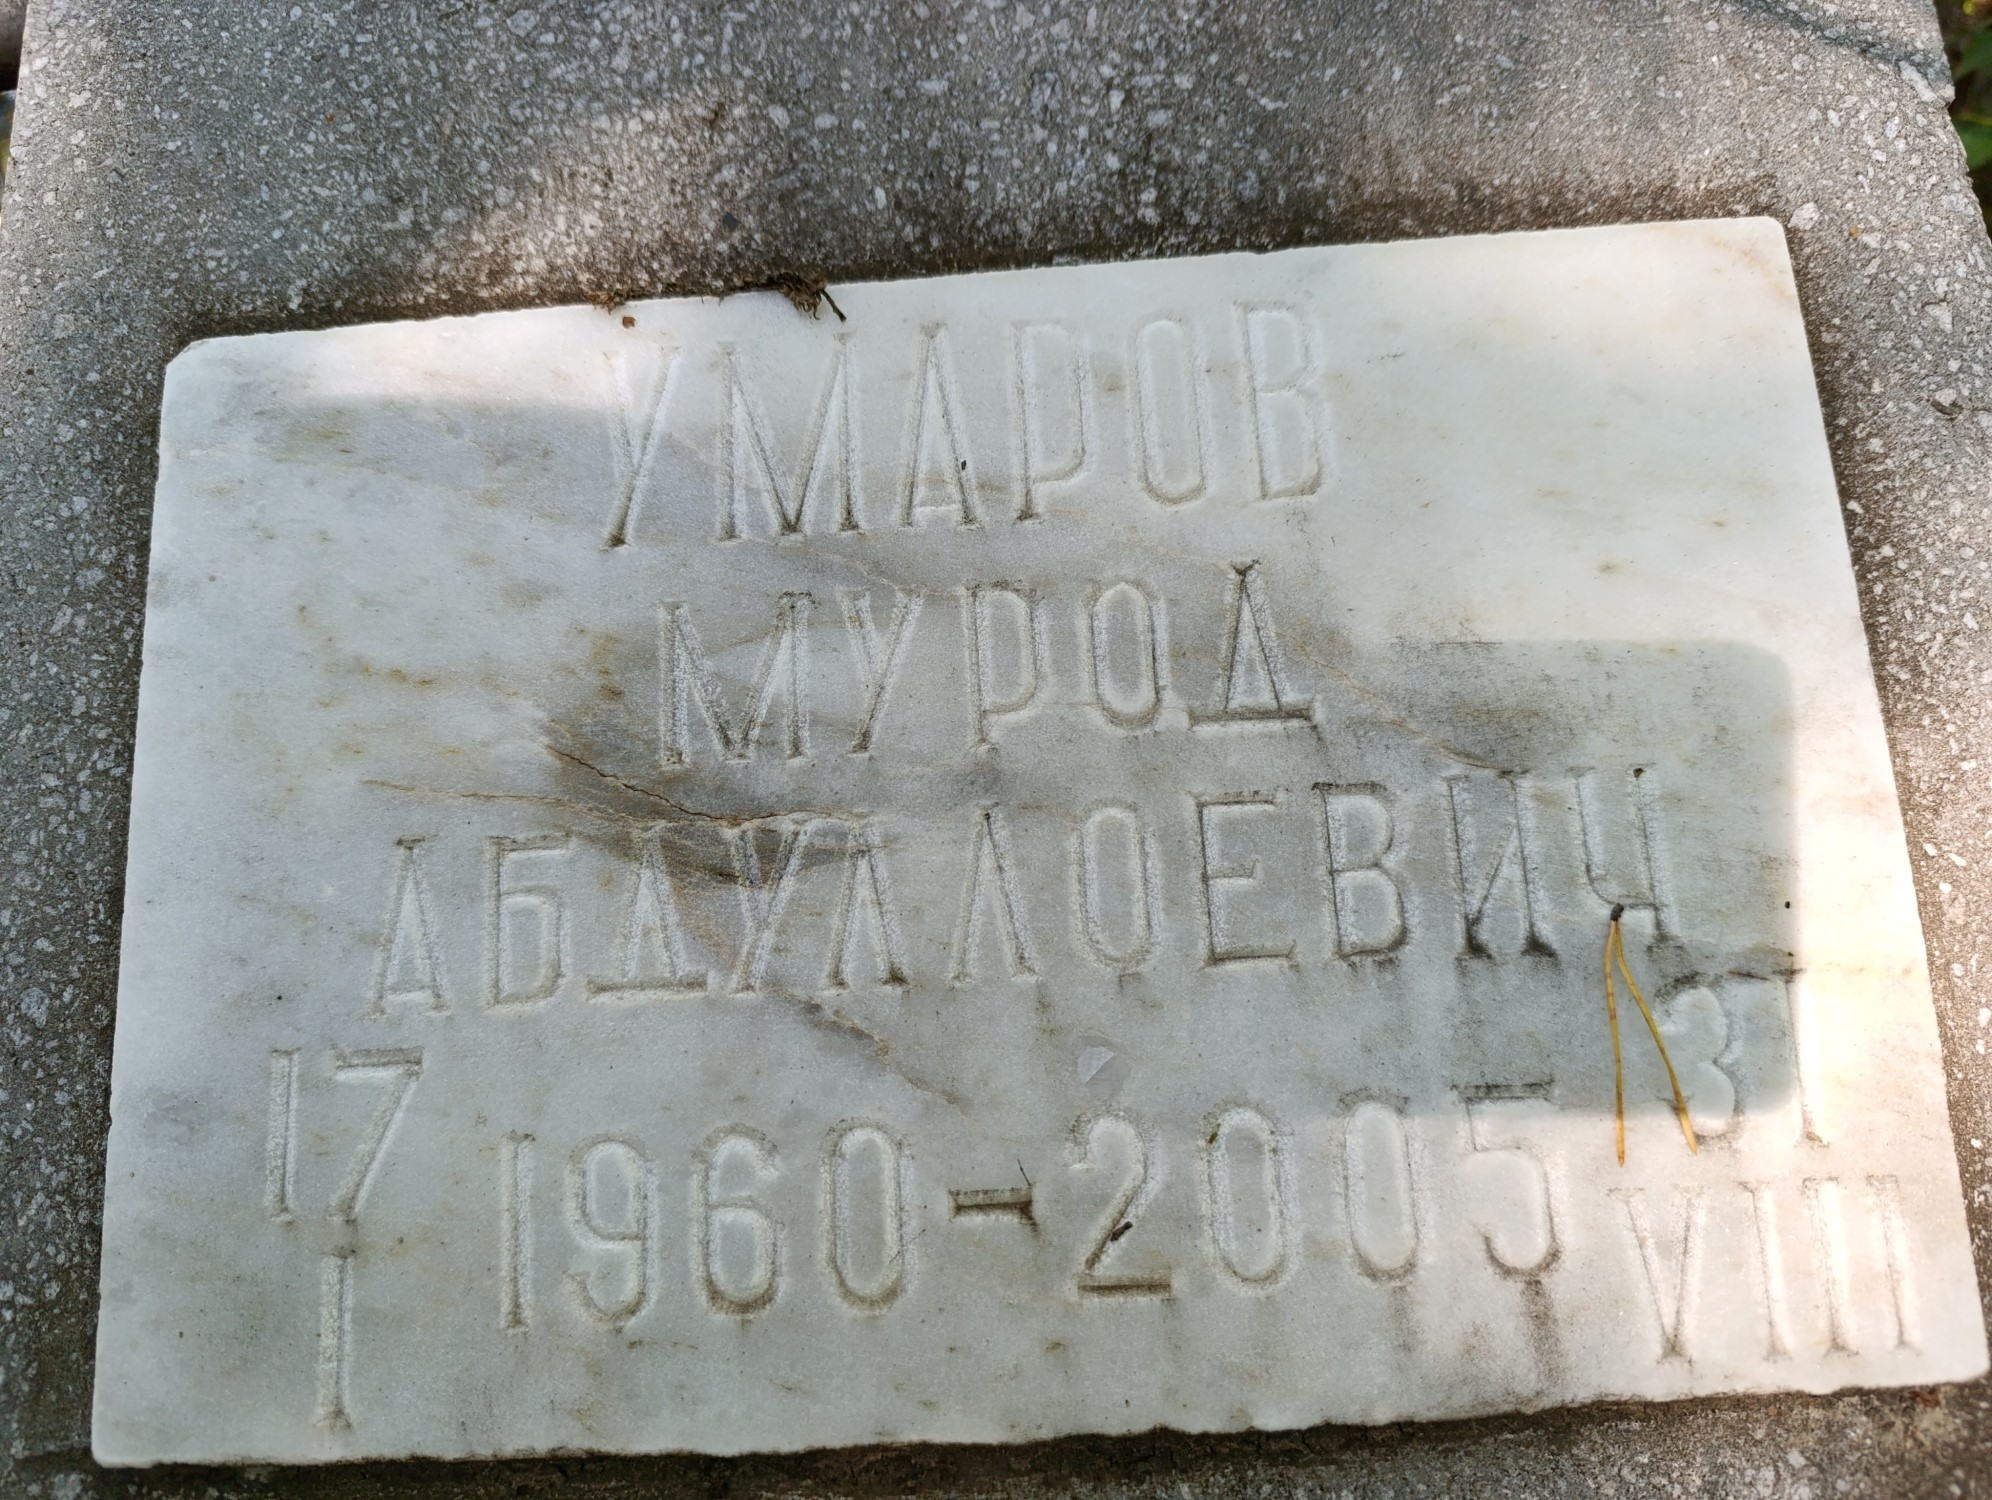 УМАРОВ
МУРОД
АБДУЛЛОЕВИЧ
17
I
1960-2005
31
VIII